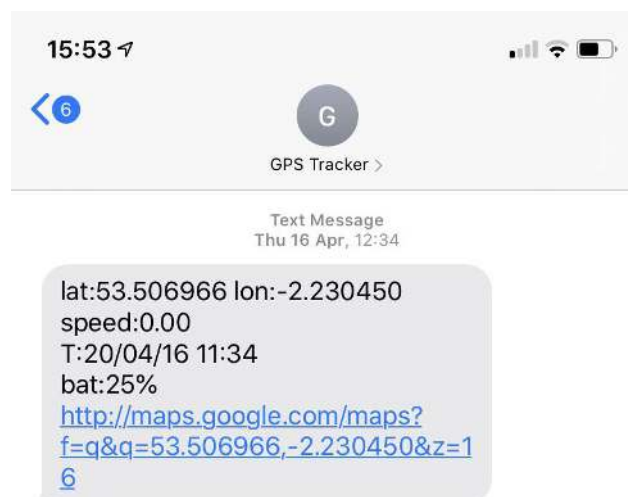 15:53
6
G
GPS Tracker >
Text Message
Thu 16 Apr, 12:34
lat:53.506966 lon:-2.230450
speed:0.00
T:20/04/16 11:34
bat:25%
http://maps.google.com/maps?
f=q&q=53.506966,-2.230450&z=1
6